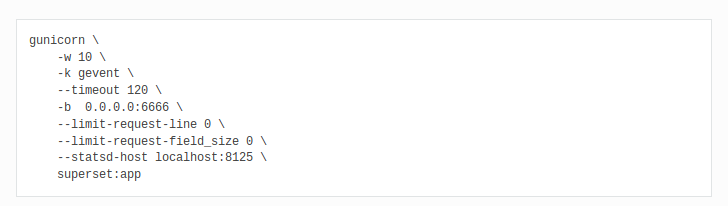 gunicorn \
    -w 10 \
    -k gevent \
    --timeout 120 \
    -b  0.0.0.0:6666 \
    --limit-request-line 0 \
    --limit-request-field_size 0 \
    --statsd-host localhost:8125 \
    superset:app